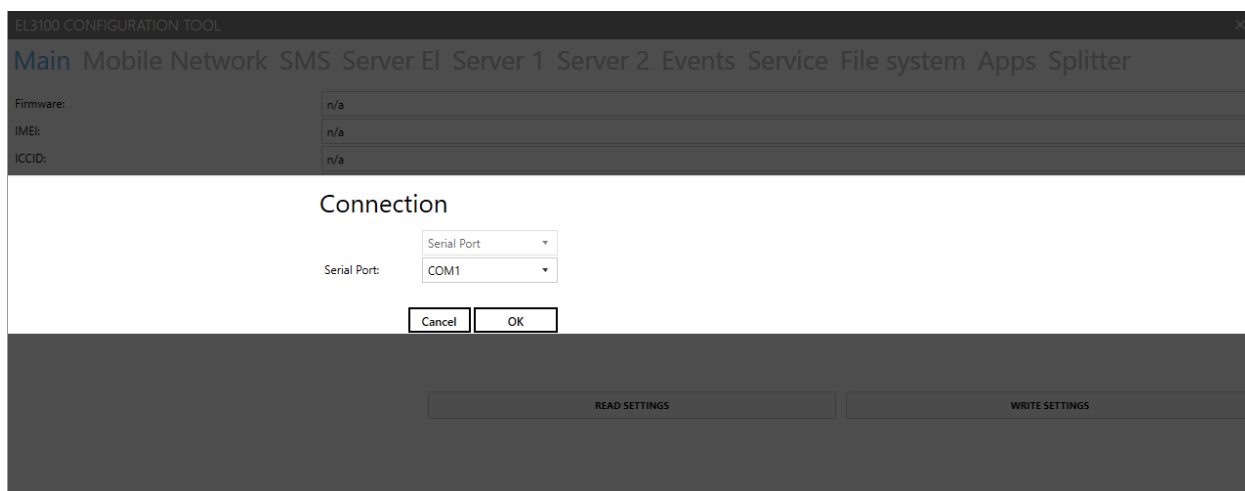 EL3100 CONFIGURATION TOOL
Main Mobile Network SMS Server El Server 1 Server 2 Events Service File system Apps Splitter
Firmware: n/a
IMEI: n/a
ICCID: n/a
Connection
Serial Port
Serial Port: COM1
Cancel OK
READ SETTINGS WRITE SETTINGS